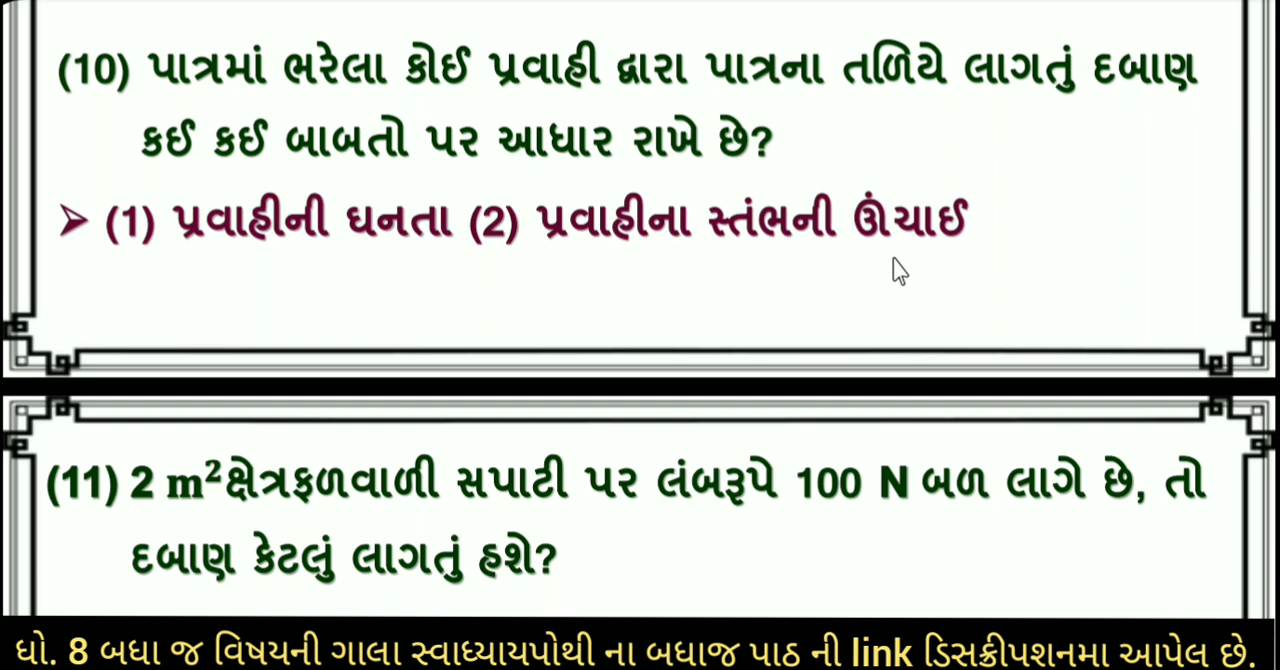 (10) પાત્રમાં ભરેલા કોઈ પ્રવાહી દ્વારા પાત્રના તળિયે લાગતું દબાણ
કઈ કઈ બાબતો પર આધાર રાખે છે?
➢ (1) પ્રવાહીની ઘનતા (2) પ્રવાહીના સ્તંભની ઊંચાઈ
(11) 2 m² ક્ષેત્રફળવાળી સપાટી પર લંબરૂપે 100 N બળ લાગે છે, તો
દબાણ કેટલું લાગતું હશે?
ધો. 8 બધા જ વિષયની ગાલા સ્વાધ્યાયપોથી ના બધાજ પાઠ ની link ડિસક્રીપશનમા આપેલ છે.